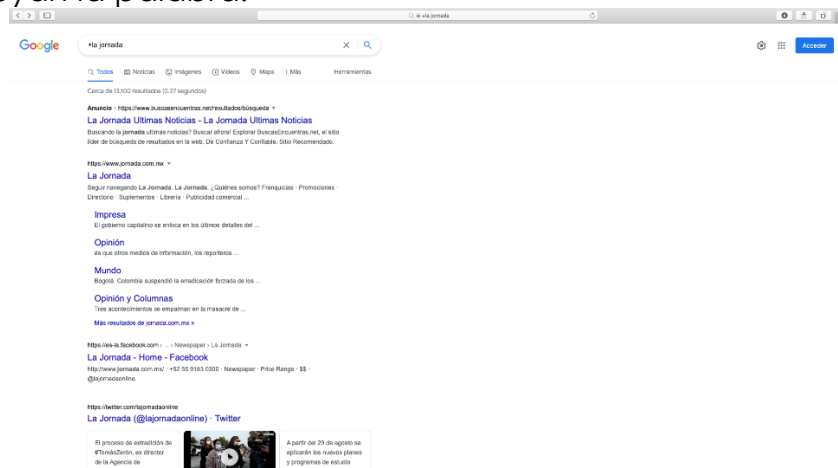 +la jornada
Google
+la jornada
Acceder
Todos Noticias Imágenes Videos Maps Más Herramientas
Cerca de 13,100 resultados (0.27 segundos)
Anuncio · https://www.buscasencuentras.net/resultados/búsqueda
La Jornada Ultimas Noticias - La Jornada Ultimas Noticias
Buscando la jornada ultimas noticias? Buscar ahora! Explorar BuscasEncuentras.net, el sitio
líder de búsqueda de resultados en la web. De Confianza Y Confiable. Sitio Recomendado.
https://www.jornada.com.mx
La Jornada
Seguir navegando La Jornada. La Jornada. ¿Quiénes somos? Franquicias · Promociones ·
Directorio · Suplementos · Librería · Publicidad comercial ...
Impresa
El gobierno capitalino se enfoca en los últimos detalles del ...
Opinión
és que otros medios de información, los reporteros ...
Mundo
Bogotá. Colombia suspendió la erradicación forzada de los ...
Opinión y Columnas
Tres acontecimientos se empalman en la masacre de ...
Más resultados de jornada.com.mx »
https://es-la.facebook.com › ... › Newspaper › La Jornada
La Jornada - Home - Facebook
http://www.jornada.com.mx/ · +52 55 9183 0300 · Newspaper · Price Range · $$ ·
@lajornadaonline.
https://twitter.com/lajornadaonline
La Jornada (@lajornadaonline) · Twitter
El proceso de extradición de
#TomásZerón, ex director
de la Agencia de
A partir del 29 de agosto se
aplicarán los nuevos planes
y programas de estudio